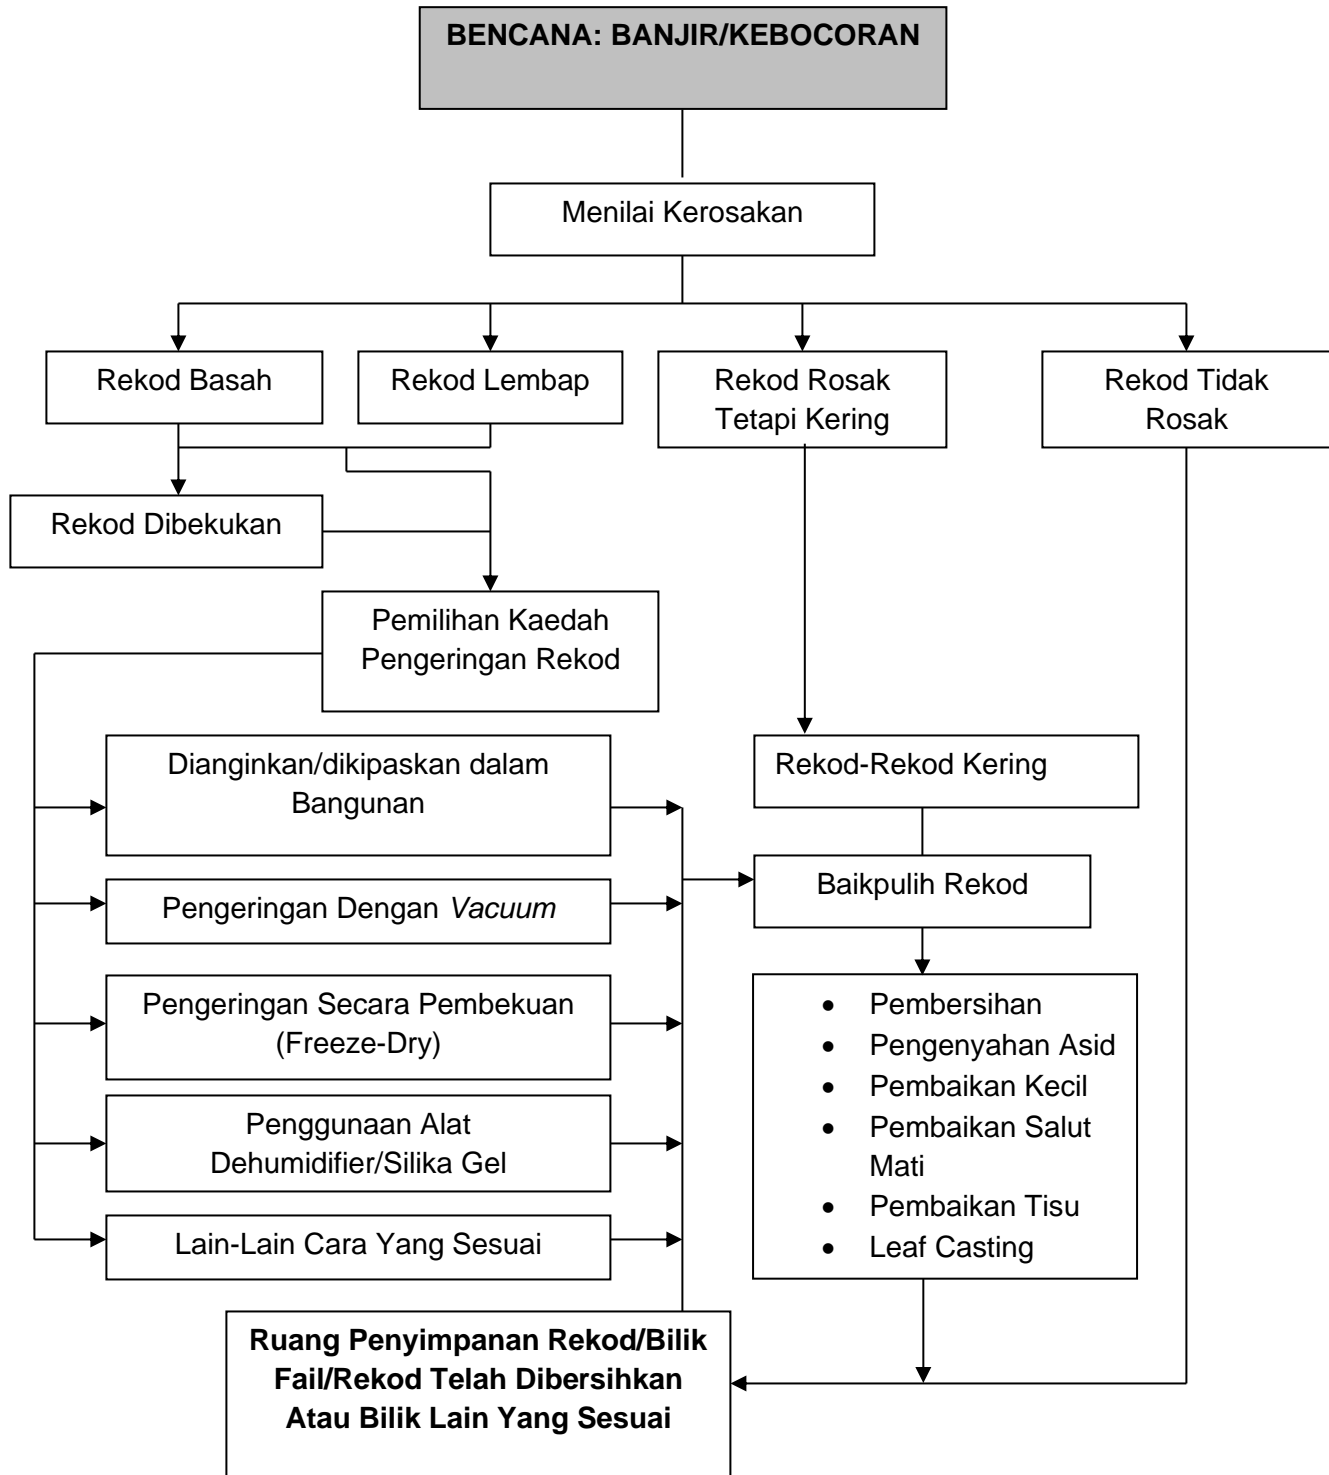 BENCANA: BANJIR/KEBOCORAN
Menilai Kerosakan
Rekod Basah
Rekod Lembap
Rekod Rosak
Tetapi Kering
Rekod Tidak
Rosak
Rekod Dibekukan
Pemilihan Kaedah
Pengeringan Rekod
Dianginkan/dikipaskan dalam
Bangunan
Pengeringan Dengan Vacuum
Pengeringan Secara Pembekuan
(Freeze-Dry)
Penggunaan Alat
Dehumidifier/Silika Gel
Lain-Lain Cara Yang Sesuai
Rekod-Rekod Kering
Baikpulih Rekod
• Pembersihan
• Pengenyahan Asid
• Pembaikan Kecil
• Pembaikan Salut
Mati
• Pembaikan Tisu
• Leaf Casting
Ruang Penyimpanan Rekod/Bilik
Fail/Rekod Telah Dibersihkan
Atau Bilik Lain Yang Sesuai